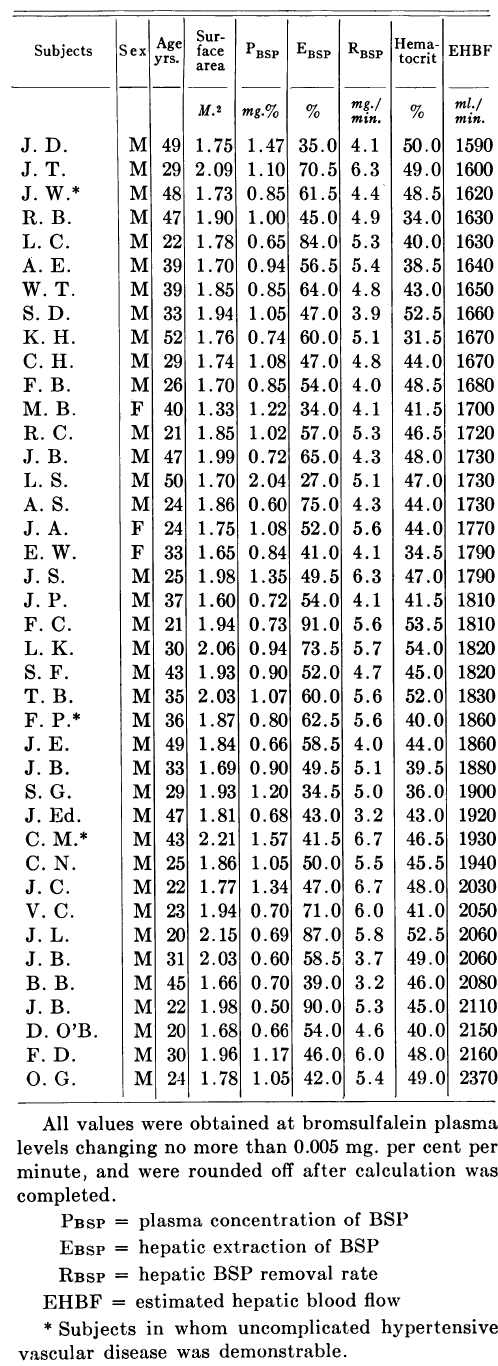 Subjects Sex Age yrs. Surface area PBSP EBSP RBSP Hematocrit EHBF
M.² mg.% % mg./min. % ml./min.
J. D. M 49 1.75 1.47 35.0 4.1 50.0 1590
J. T. M 29 2.09 1.10 70.5 6.3 49.0 1600
J. W.* M 48 1.73 0.85 61.5 4.4 48.5 1620
R. B. M 47 1.90 1.00 45.0 4.9 34.0 1630
L. C. M 22 1.78 0.65 84.0 5.3 40.0 1630
A. E. M 39 1.70 0.94 56.5 5.4 38.5 1640
W. T. M 39 1.85 0.85 64.0 4.8 43.0 1650
S. D. M 33 1.94 1.05 47.0 3.9 52.5 1660
K. H. M 52 1.76 0.74 60.0 5.1 31.5 1670
C. H. M 29 1.74 1.08 47.0 4.8 44.0 1670
F. B. M 26 1.70 0.85 54.0 4.0 48.5 1680
M. B. F 40 1.33 1.22 34.0 4.1 41.5 1700
R. C. M 21 1.85 1.02 57.0 5.3 46.5 1720
J. B. M 47 1.99 0.72 65.0 4.3 48.0 1730
L. S. M 50 1.70 2.04 27.0 5.1 47.0 1730
A. S. M 24 1.86 0.60 75.0 4.3 44.0 1730
J. A. F 24 1.75 1.08 52.0 5.6 44.0 1770
E. W. F 33 1.65 0.84 41.0 4.1 34.5 1790
J. S. M 25 1.98 1.35 49.5 6.3 47.0 1790
J. P. M 37 1.60 0.72 54.0 4.1 41.5 1810
F. C. M 21 1.94 0.73 91.0 5.6 53.5 1810
L. K. M 30 2.06 0.94 73.5 5.7 54.0 1820
S. F. M 43 1.93 0.90 52.0 4.7 45.0 1820
T. B. M 35 2.03 1.07 60.0 5.6 52.0 1830
F. P.* M 36 1.87 0.80 62.5 5.6 40.0 1860
J. E. M 49 1.84 0.66 58.5 4.0 44.0 1860
J. B. M 33 1.69 0.90 49.5 5.1 39.5 1880
S. G. M 29 1.93 1.20 34.5 5.0 36.0 1900
J. Ed. M 47 1.81 0.68 43.0 3.2 43.0 1920
C. M.* M 43 2.21 1.57 41.5 6.7 46.5 1930
C. N. M 25 1.86 1.05 50.0 5.5 45.5 1940
J. C. M 22 1.77 1.34 47.0 6.7 48.0 2030
V. C. M 23 1.94 0.70 71.0 6.0 41.0 2050
J. L. M 20 2.15 0.69 87.0 5.8 52.5 2060
J. B. M 31 2.03 0.60 58.5 3.7 49.0 2060
B. B. M 45 1.66 0.70 39.0 3.2 46.0 2080
J. B. M 22 1.98 0.50 90.0 5.3 45.0 2110
D. O'B. M 20 1.68 0.66 54.0 4.6 40.0 2150
F. D. M 30 1.96 1.17 46.0 6.0 48.0 2160
O. G. M 24 1.78 1.05 42.0 5.4 49.0 2370
All values were obtained at bromsulfalein plasma
levels changing no more than 0.005 mg. per cent per
minute, and were rounded off after calculation was
completed.
PBSP = plasma concentration of BSP
EBSP = hepatic extraction of BSP
RBSP = hepatic BSP removal rate
EHBF = estimated hepatic blood flow
* Subjects in whom uncomplicated hypertensive
vascular disease was demonstrable.